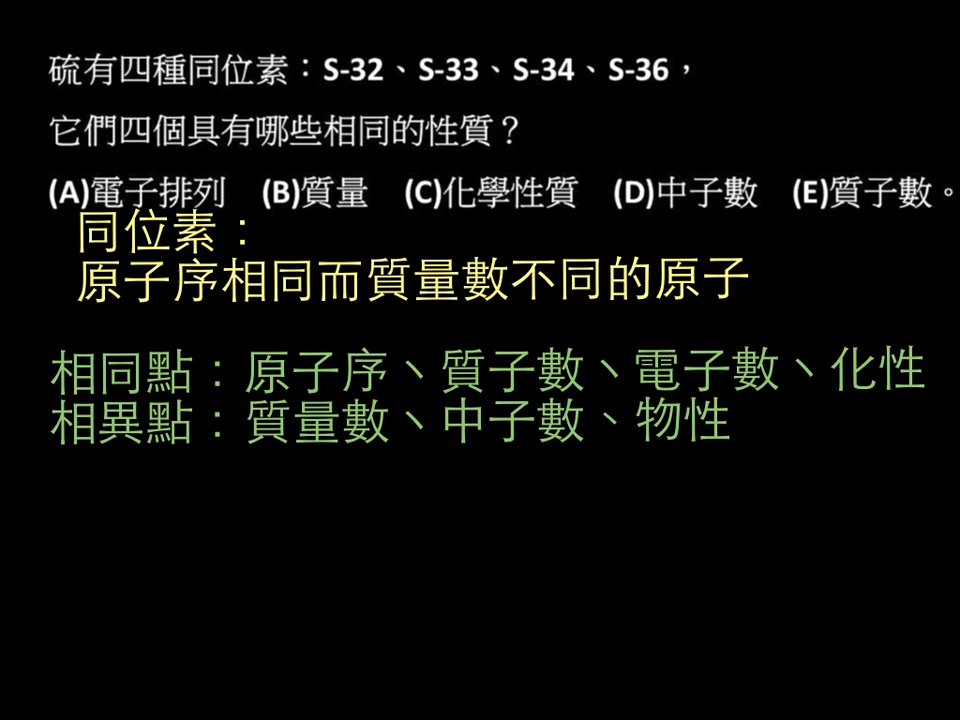 硫有四種同位素：S-32、S-33、S-34、S-36，
它們四個具有哪些相同的性質？
(A)電子排列 (B)質量 (C)化學性質 (D)中子數 (E)質子數。
同位素：
原子序相同而質量數不同的原子
相同點：原子序、質子數、電子數、化性
相異點：質量數、中子數、物性